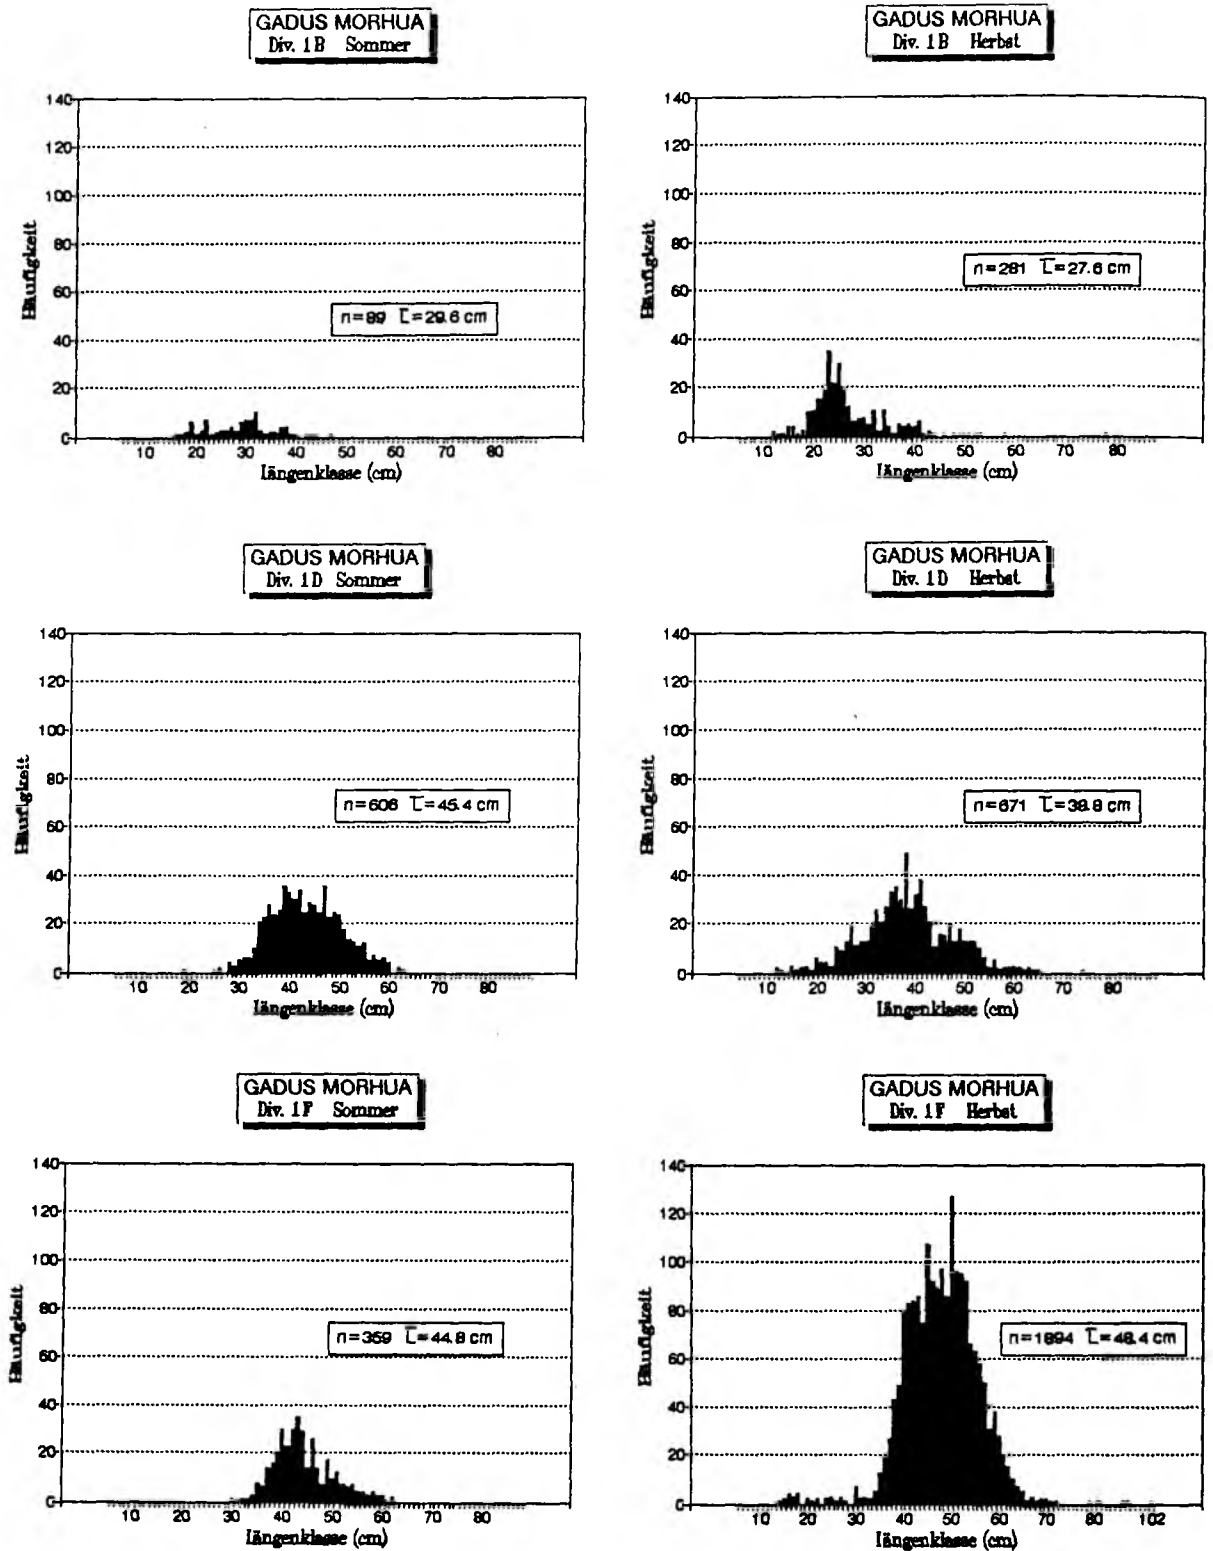 GADUS MORHUA
Div. 1B Sommer
140
120
100
80
60
40
20
0
Häufigkeit
n=89 L=29.6 cm
10 20 30 40 50 60 70 80
längenklasse (cm)
GADUS MORHUA
Div. 1B Herbst
140
120
100
80
60
40
20
0
Häufigkeit
n=281 L=27.6 cm
10 20 30 40 50 60 70 80
längenklasse (cm)
GADUS MORHUA
Div. 1D Sommer
140
120
100
80
60
40
20
0
Häufigkeit
n=606 L=45.4 cm
10 20 30 40 50 60 70 80
längenklasse (cm)
GADUS MORHUA
Div. 1D Herbst
140
120
100
80
60
40
20
0
Häufigkeit
n=671 L=38.8 cm
10 20 30 40 50 60 70 80
längenklasse (cm)
GADUS MORHUA
Div. 1F Sommer
140
120
100
80
60
40
20
0
Häufigkeit
n=359 L=44.8 cm
10 20 30 40 50 60 70 80
längenklasse (cm)
GADUS MORHUA
Div. 1F Herbst
140
120
100
80
60
40
20
0
Häufigkeit
n=1894 L=48.4 cm
10 20 30 40 50 60 70 80 102
längenklasse (cm)